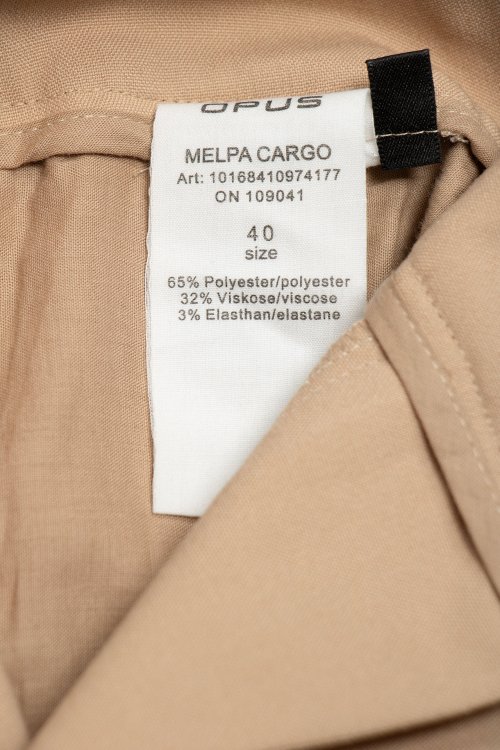 OPUS
MELPA CARGO
Art: 10168410974177
ON 109041
40
size
65% Polyester/polyester
32% Viskose/viscose
3% Elasthan/elastane